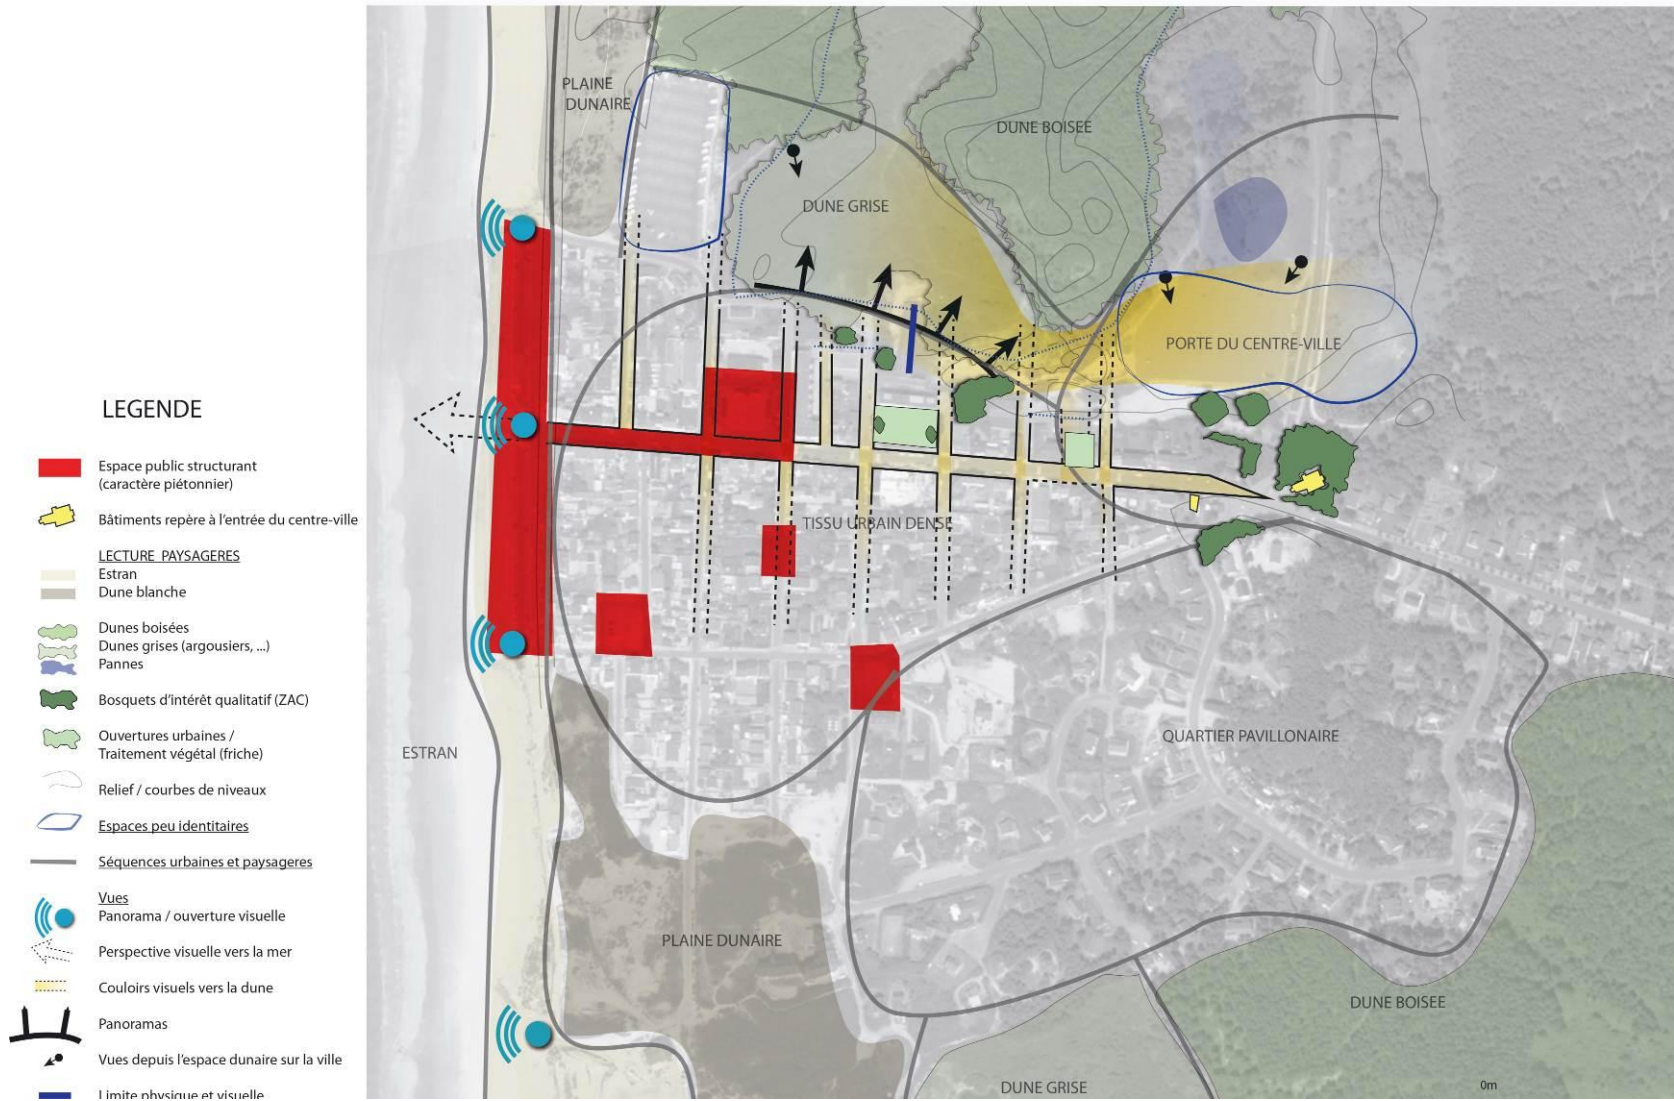 LEGENDE
Espace public structurant
(caractère piétonnier)
Bâtiments repère à l'entrée du centre-ville
LECTURE PAYSAGERES
Estran
Dune blanche
Dunes boisées
Dunes grises (argousiers, ...)
Pannes
Bosquets d'intérêt qualitatif (ZAC)
Ouvertures urbaines /
Traitement végétal (friche)
Relief / courbes de niveaux
Espaces peu identitaires
Séquences urbaines et paysageres
Vues
Panorama / ouverture visuelle
Perspective visuelle vers la mer
Couloirs visuels vers la dune
Panoramas
Vues depuis l'espace dunaire sur la ville
Limite physique et visuelle
PLAINE
DUNAIRE
DUNE BOISEE
DUNE GRISE
PORTE DU CENTRE-VILLE
TISSU URBAIN DENSE
ESTRAN
QUARTIER PAVILLONAIRE
PLAINE DUNAIRE
DUNE BOISEE
DUNE GRISE
0m